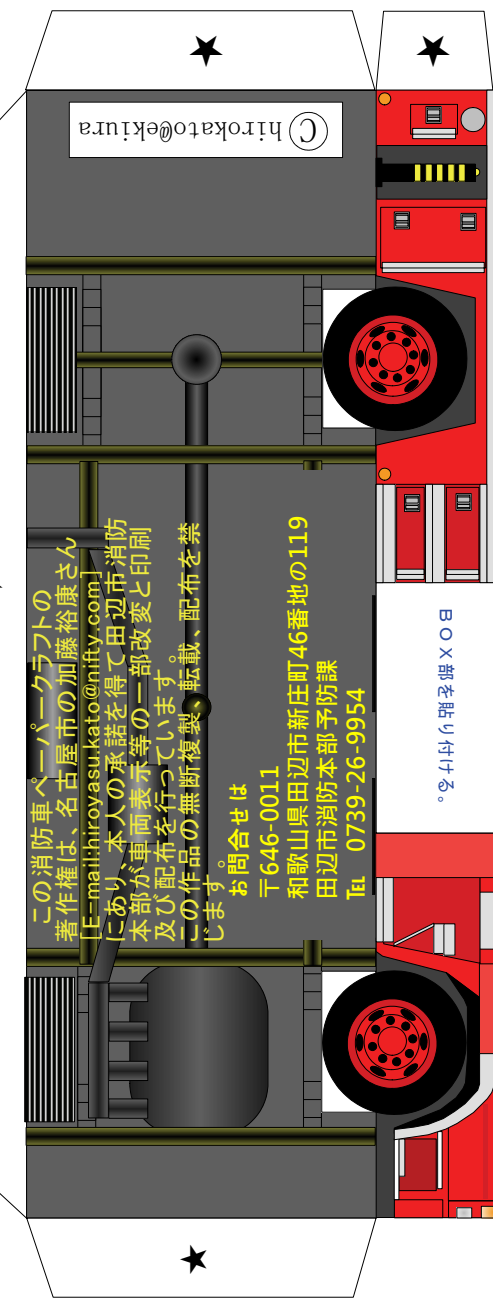 Ⓒhirokato@ekiura
この消防車ペーパークラフトの
著作権は、名古屋市の加藤裕康さん
[E-mail:hiroyasu.kato@nifty.com]
にあり、本人の承諾を得て田辺市消防
本部が車両表示等の一部改変と印刷
及び配布を行っています。
この作品の無断複製、転載、配布を禁
じます。
お問合せは
〒646-0011
和歌山県田辺市新庄町46番地の119
田辺市消防本部予防課
TEL 0739-26-9954
BOX部を貼り付ける。